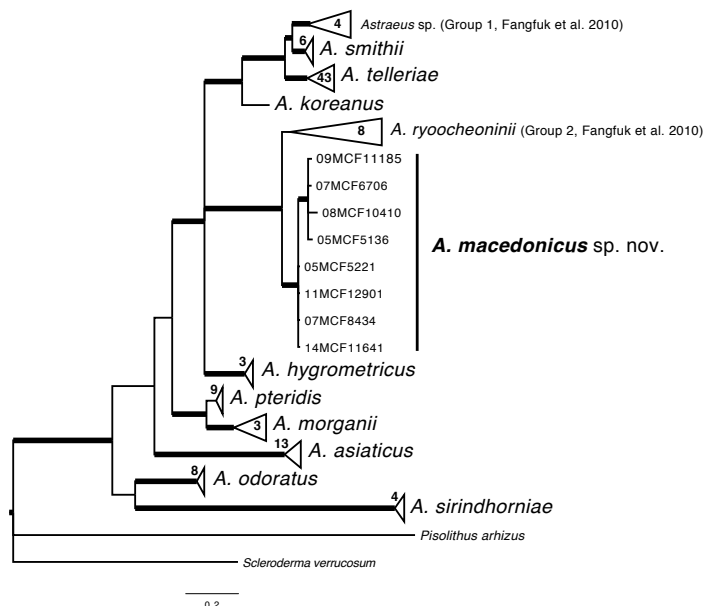 4
Astraeus sp. (Group 1, Fangfuk et al. 2010)
6
A. smithii
43
A. telleriae
A. koreanus
8
A. ryoocheoninii (Group 2, Fangfuk et al. 2010)
09MCF11185
07MCF6706
08MCF10410
05MCF5136
A. macedonicus sp. nov.
05MCF5221
11MCF12901
07MCF8434
14MCF11641
3
A. hygrometricus
9
A. pteridis
3
A. morganii
13
A. asiaticus
8
A. odoratus
4
A. sirindhorniae
Pisolithus arhizus
Scleroderma verrucosum
0.2